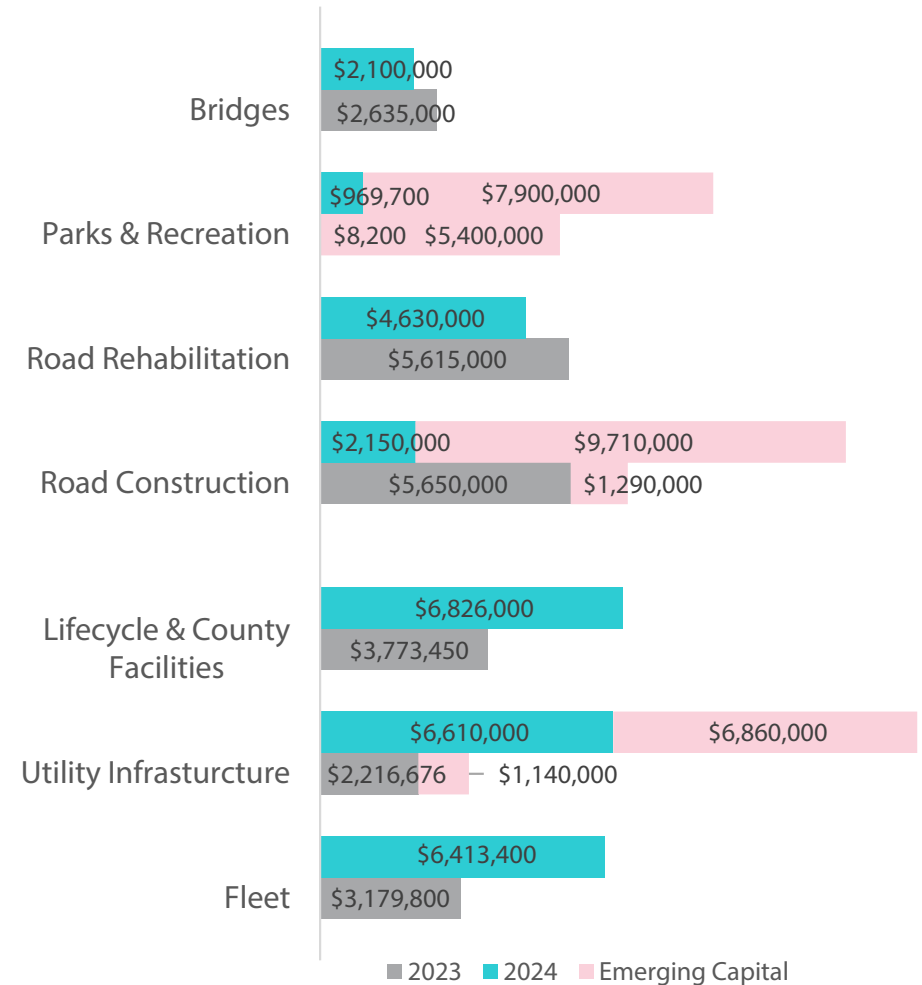 $2,100,000
Bridges
$2,635,000
$969,700 $7,900,000
Parks & Recreation
$8,200 $5,400,000
$4,630,000
Road Rehabilitation
$5,615,000
$2,150,000 $9,710,000
Road Construction
$5,650,000 $1,290,000
$6,826,000
Lifecycle & County
Facilities
$3,773,450
$6,610,000 $6,860,000
Utility Infrasturcture
$2,216,676 $1,140,000
$6,413,400
Fleet
$3,179,800
2023 2024 Emerging Capital